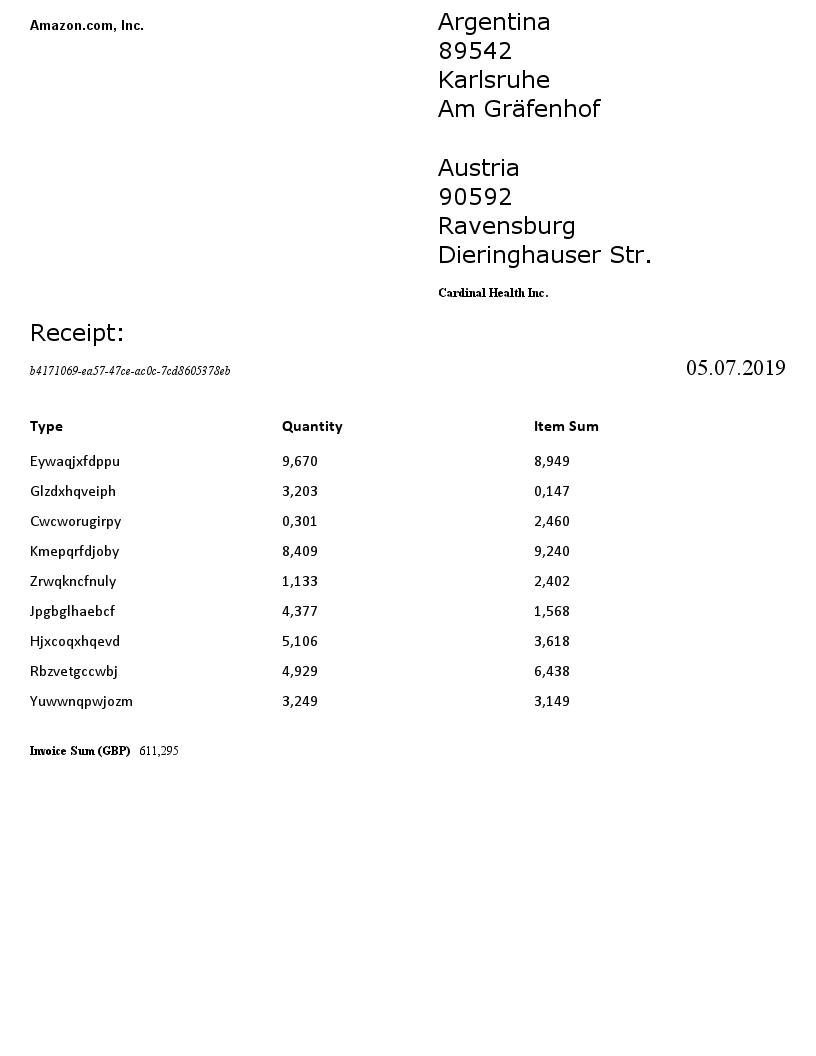 Amazon.com, Inc.
Argentina
89542
Karlsruhe
Am Gräfenhof
Austria
90592
Ravensburg
Dieringhauser Str.
Cardinal Health Inc.
Receipt:
b4171069-ea57-47ce-ac0c-7cd8605378eb 05.07.2019
Type Quantity Item Sum
Eywaqjxfdppu 9,670 8,949
Glzdxhqveiph 3,203 0,147
Cwcworugirpy 0,301 2,460
Kmepqrfdjoby 8,409 9,240
Zrwqkncfnuly 1,133 2,402
Jpgbglhaebcf 4,377 1,568
Hjxcoqxhqevd 5,106 3,618
Rbzvetgccwbj 4,929 6,438
Yuwwnqpwjozm 3,249 3,149
Invoice Sum (GBP) 611,295